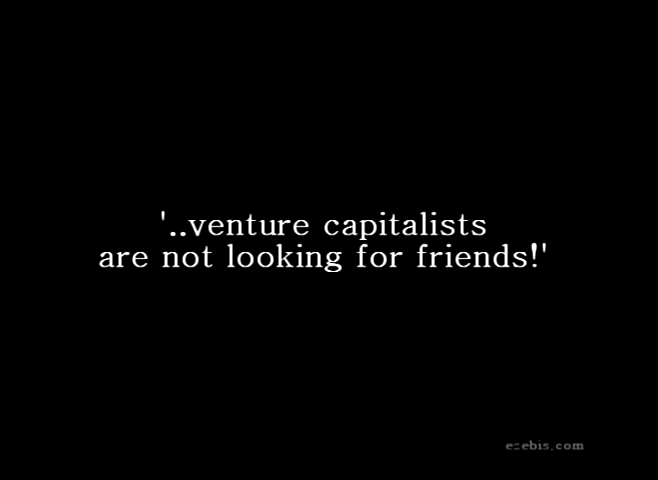 '..venture capitalists
are not looking for friends!'
ezebis.com